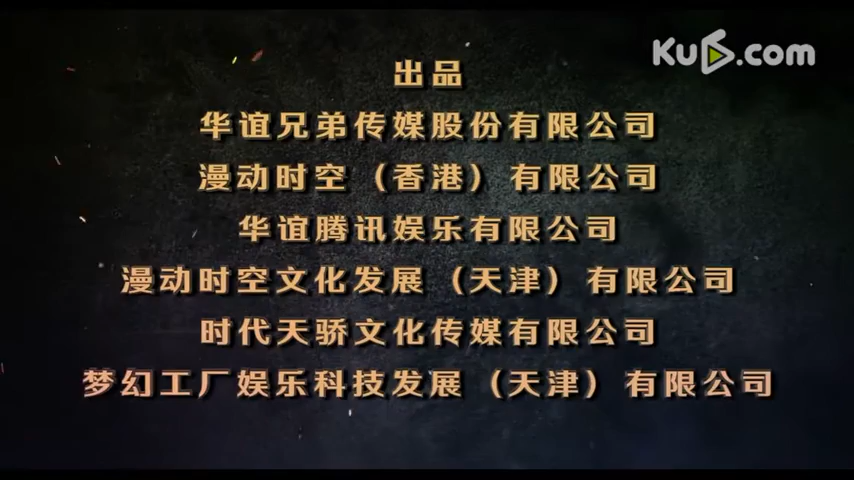 Ku6.com
出品
华谊兄弟传媒股份有限公司
漫动时空（香港）有限公司
华谊腾讯娱乐有限公司
漫动时空文化发展（天津）有限公司
时代天骄文化传媒有限公司
梦幻工厂娱乐科技发展（天津）有限公司